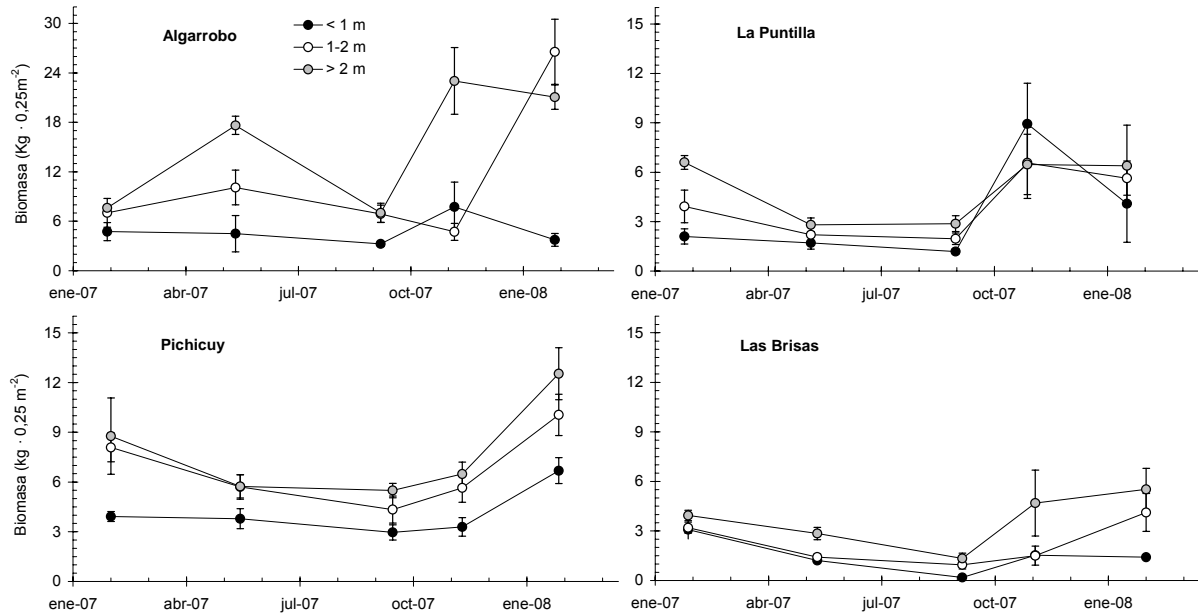 Algarrobo
< 1 m
1-2 m
> 2 m
Biomasa (Kg · 0,25m-2)
30
24
18
12
6
0
ene-07 abr-07 jul-07 oct-07 ene-08
La Puntilla
15
12
9
6
3
0
ene-07 abr-07 jul-07 oct-07 ene-08
Pichicuy
Biomasa (kg · 0,25 m-2)
15
12
9
6
3
0
ene-07 abr-07 jul-07 oct-07 ene-08
Las Brisas
15
12
9
6
3
0
ene-07 abr-07 jul-07 oct-07 ene-08